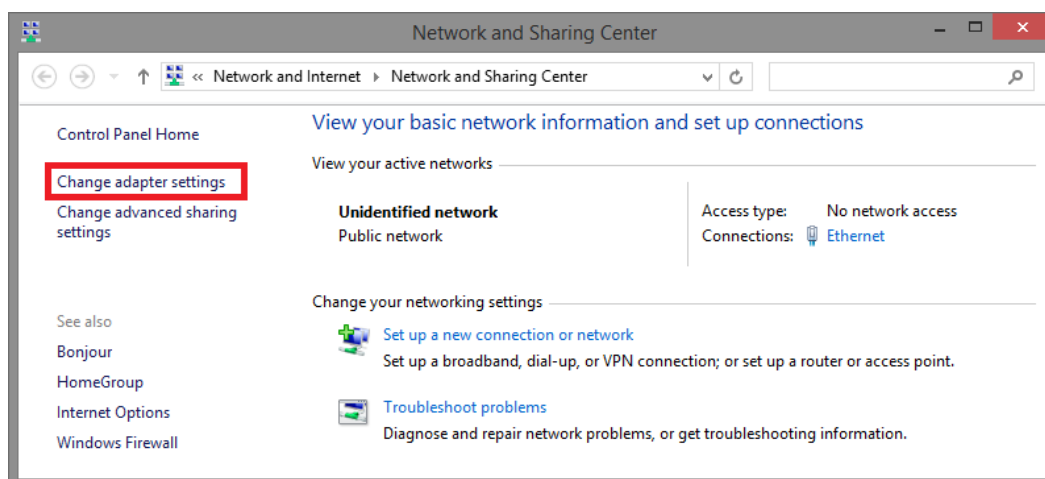 Network and Sharing Center
« Network and Internet ▸ Network and Sharing Center
Control Panel Home
Change adapter settings
Change advanced sharing
settings
See also
Bonjour
HomeGroup
Internet Options
Windows Firewall
View your basic network information and set up connections
View your active networks
Unidentified network
Public network
Access type: No network access
Connections: Ethernet
Change your networking settings
Set up a new connection or network
Set up a broadband, dial-up, or VPN connection; or set up a router or access point.
Troubleshoot problems
Diagnose and repair network problems, or get troubleshooting information.